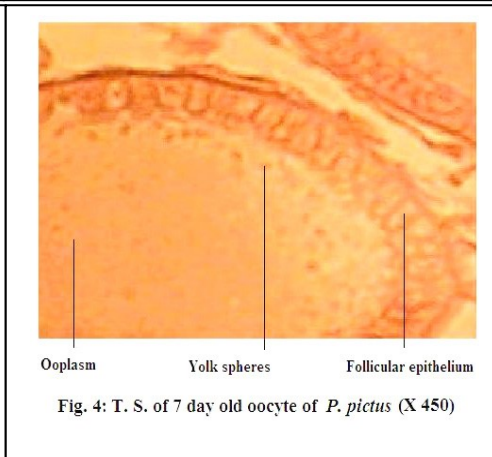 Ooplasm Yolk spheres Follicular epithelium
Fig. 4: T. S. of 7 day old oocyte of P. pictus (X 450)